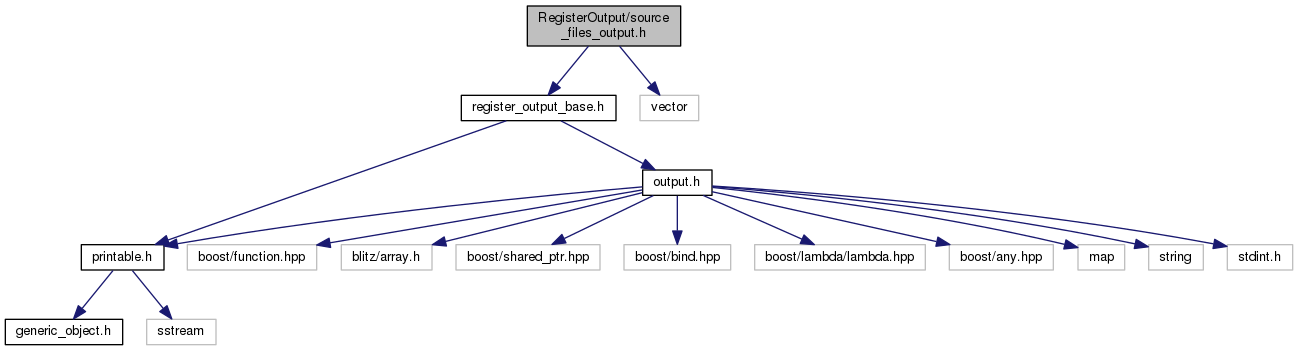 RegisterOutput/source
_files_output.h
register_output_base.h
vector
output.h
printable.h
boost/function.hpp
blitz/array.h
boost/shared_ptr.hpp
boost/bind.hpp
boost/lambda/lambda.hpp
boost/any.hpp
map
string
stdint.h
generic_object.h
sstream